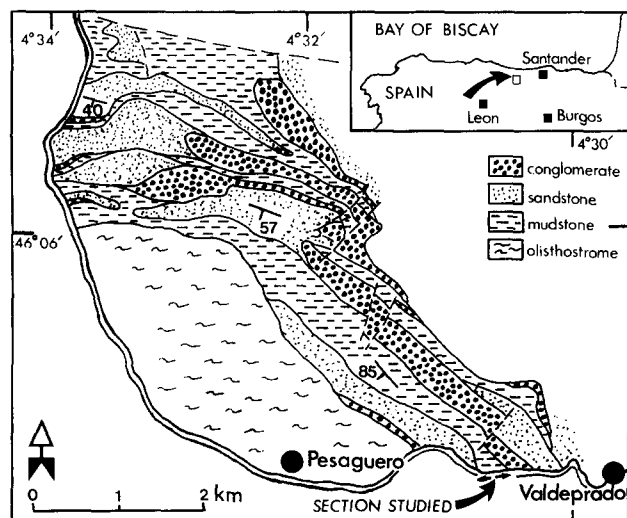 4°34′
4°32′
BAY OF BISCAY
Santander
SPAIN
Leon
Burgos
4°30′
40
conglomerate
sandstone
mudstone
olisthostrome
57
46°06′
85
Pesaguero
Valdeprado
0 1 2 km
SECTION STUDIED